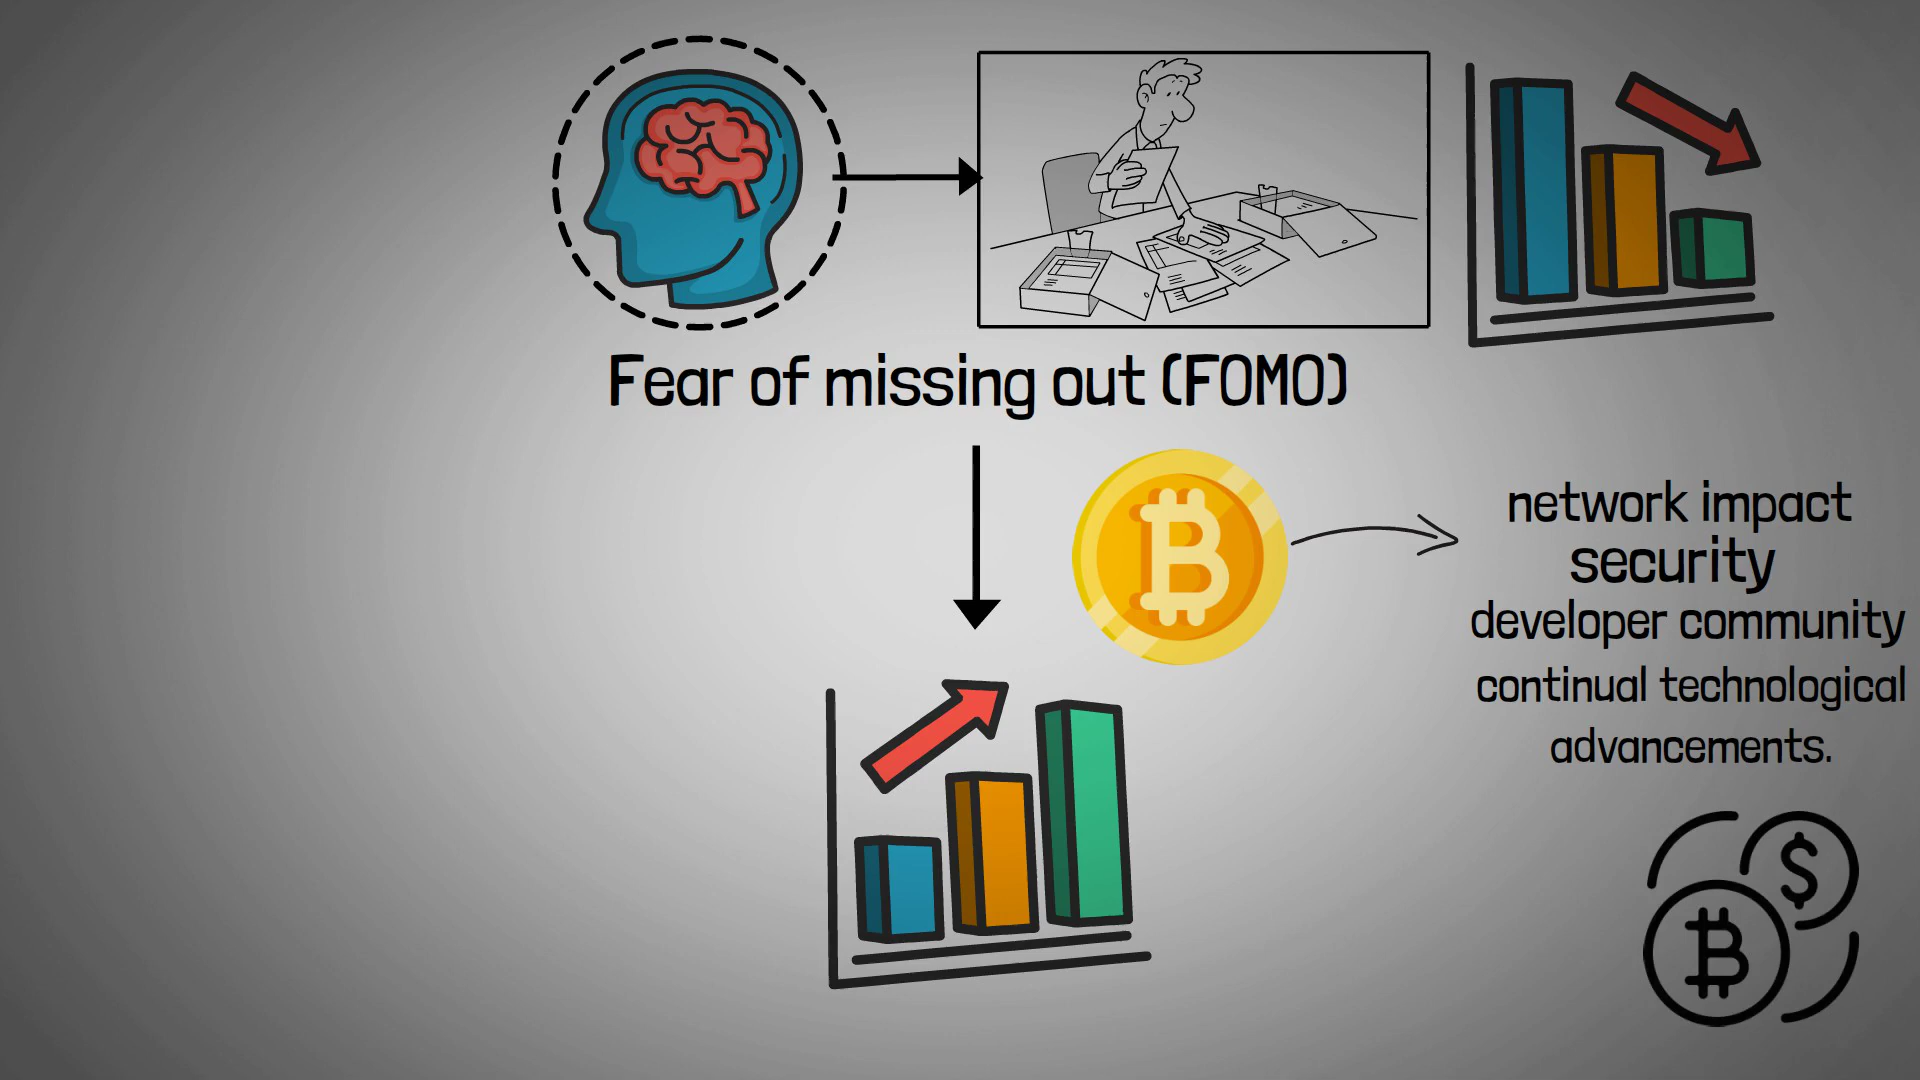 Fear of missing out (FOMO)
network impact
security
developer community
continual technological
advancements.
$